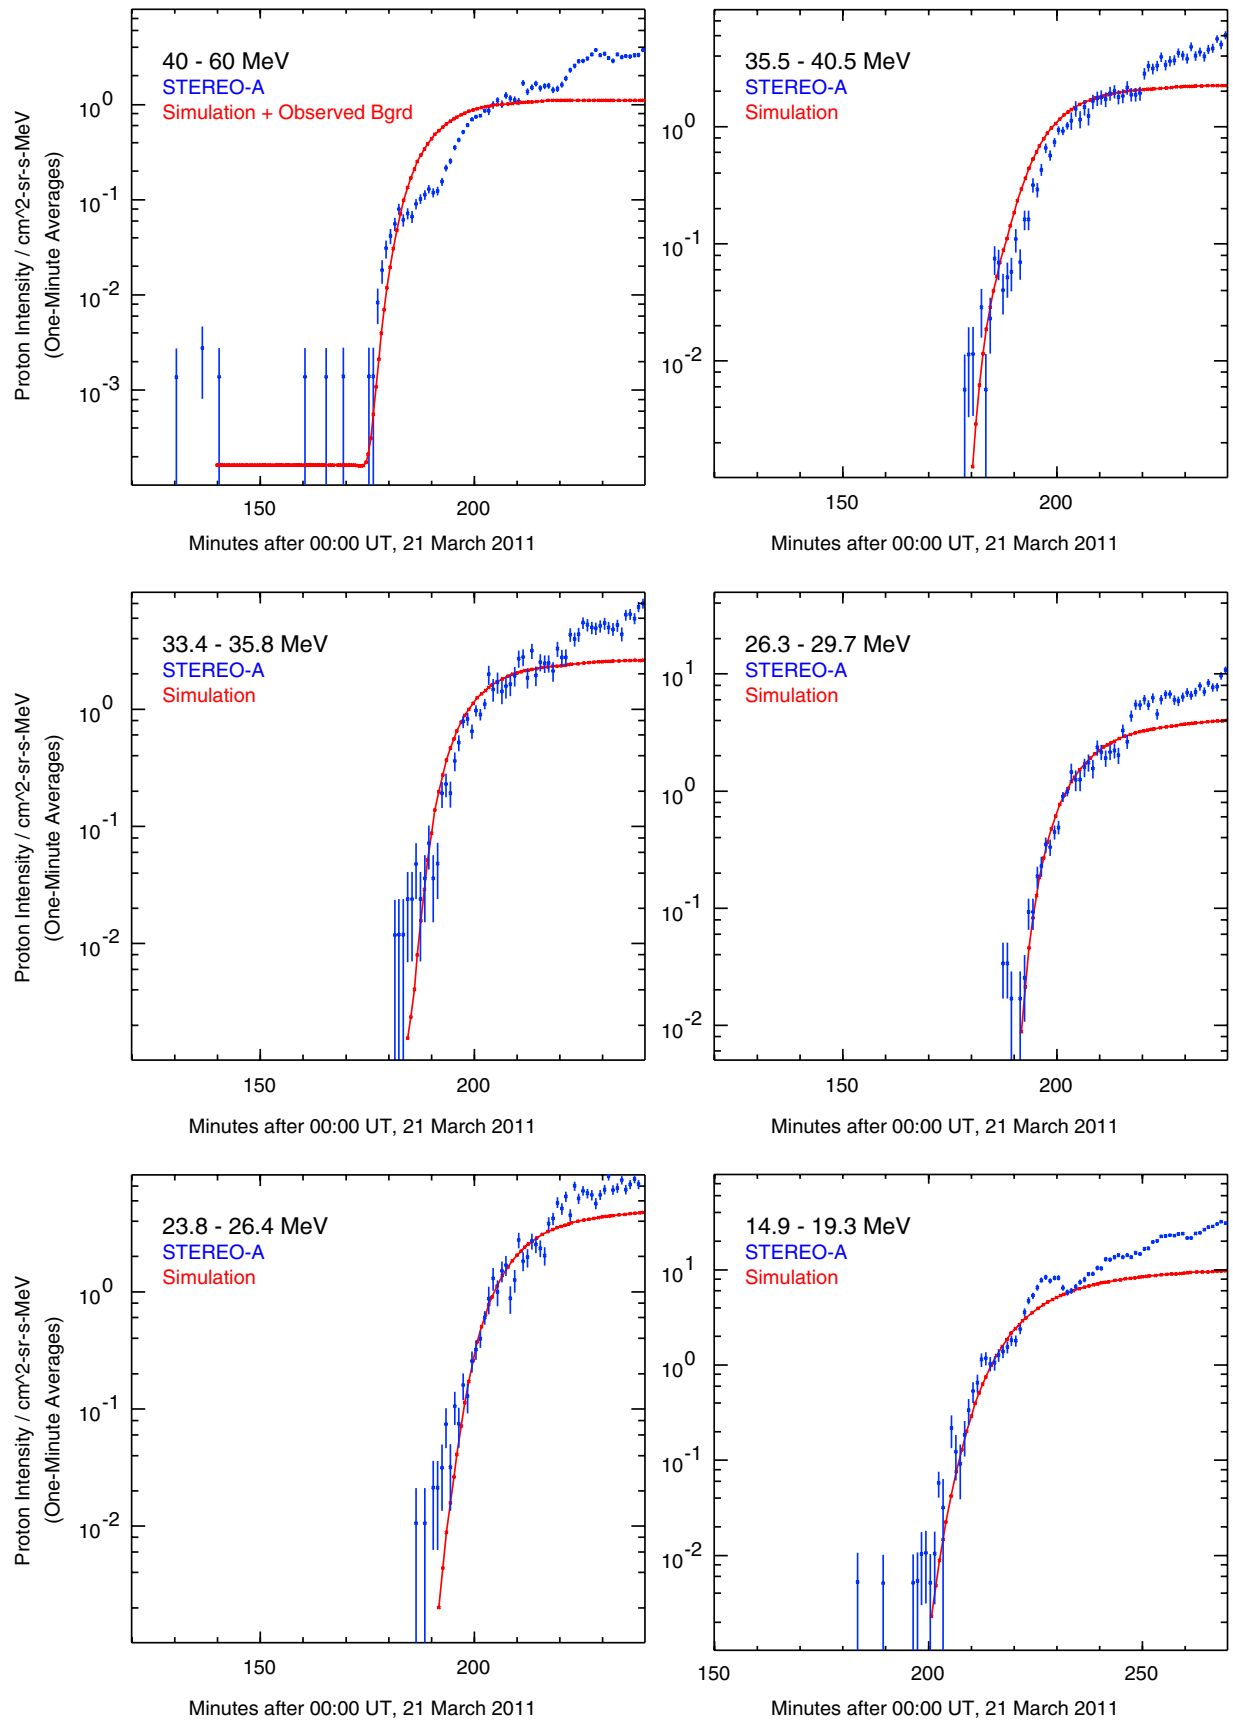 40 - 60 MeV
STEREO-A
Simulation + Observed Bgrd
10^0
10^-1
10^-2
10^-3
Proton Intensity / cm^2-sr-s-MeV
(One-Minute Averages)
150
200
Minutes after 00:00 UT, 21 March 2011
35.5 - 40.5 MeV
STEREO-A
Simulation
10^0
10^-1
10^-2
150
200
Minutes after 00:00 UT, 21 March 2011
33.4 - 35.8 MeV
STEREO-A
Simulation
10^0
10^-1
10^-2
Proton Intensity / cm^2-sr-s-MeV
(One-Minute Averages)
150
200
Minutes after 00:00 UT, 21 March 2011
26.3 - 29.7 MeV
STEREO-A
Simulation
10^1
10^0
10^-1
10^-2
150
200
Minutes after 00:00 UT, 21 March 2011
23.8 - 26.4 MeV
STEREO-A
Simulation
10^0
10^-1
10^-2
Proton Intensity / cm^2-sr-s-MeV
(One-Minute Averages)
150
200
Minutes after 00:00 UT, 21 March 2011
14.9 - 19.3 MeV
STEREO-A
Simulation
10^1
10^0
10^-1
10^-2
150
200
250
Minutes after 00:00 UT, 21 March 2011